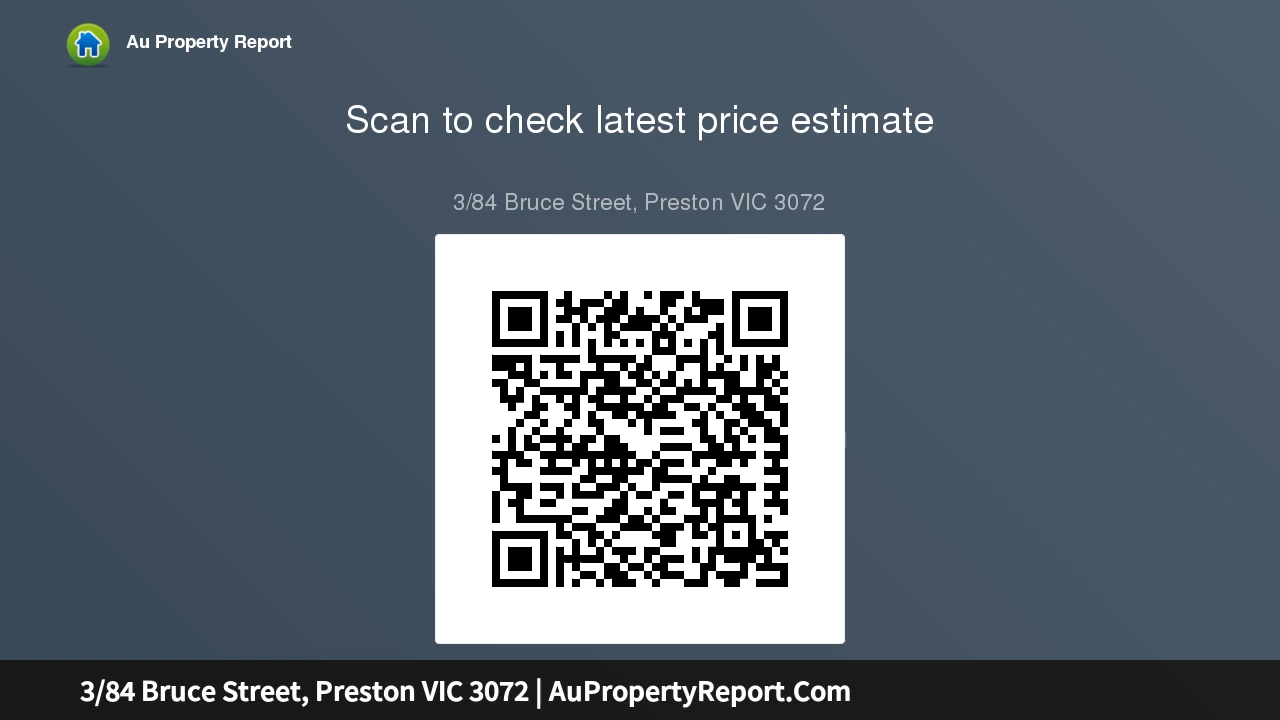 Au Property Report
Scan to check latest price estimate
3/84 Bruce Street, Preston VIC 3072
3/84 Bruce Street, Preston VIC 3072 | AuPropertyReport.Com